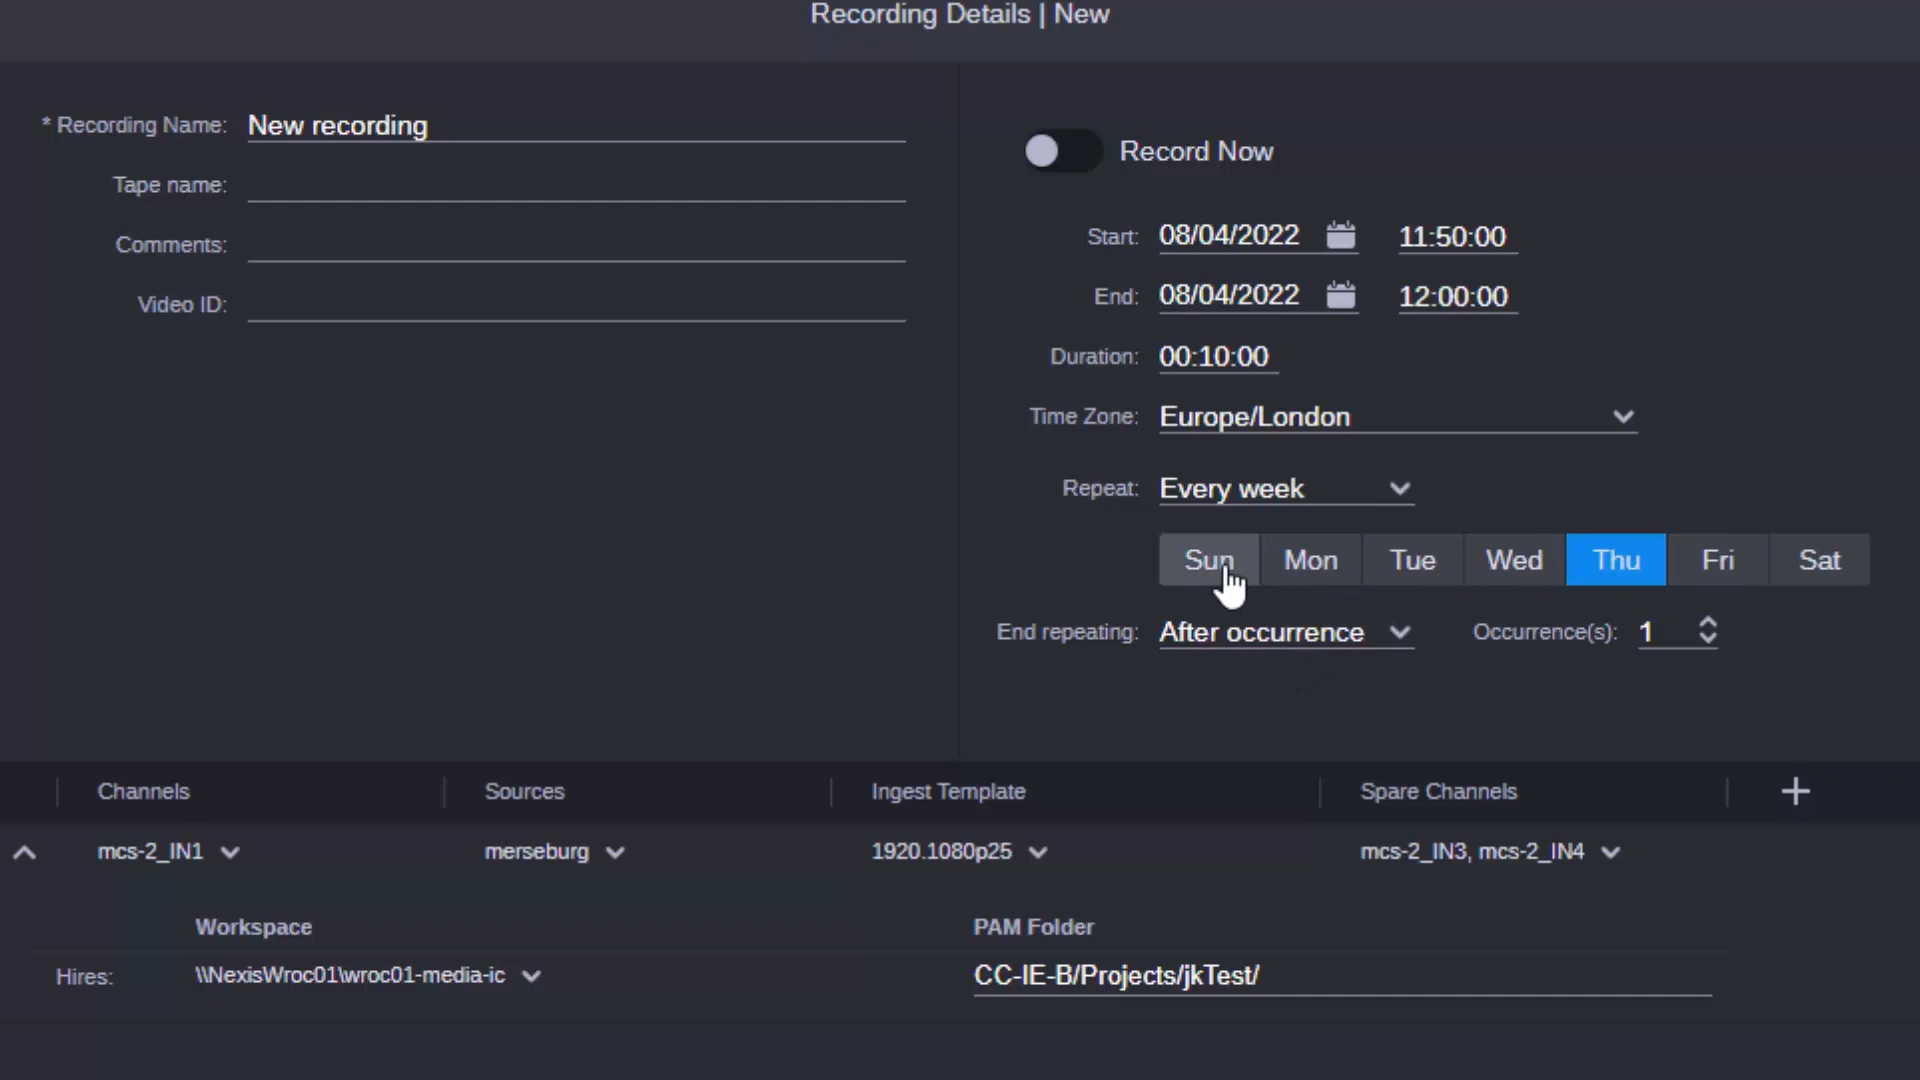 Recording Details | New
* Recording Name: New recording
Tape name:
Comments:
Video ID:
Record Now
Start: 08/04/2022 11:50:00
End: 08/04/2022 12:00:00
Duration: 00:10:00
Time Zone: Europe/London
Repeat: Every week
Sun Mon Tue Wed Thu Fri Sat
End repeating: After occurrence Occurrence(s): 1
Channels Sources Ingest Template Spare Channels
mcs-2_IN1 merseburg 1920.1080p25 mcs-2_IN3, mcs-2_IN4
Workspace PAM Folder
Hires: \\NexisWroc01\wroc01-media-ic CC-IE-B/Projects/jkTest/